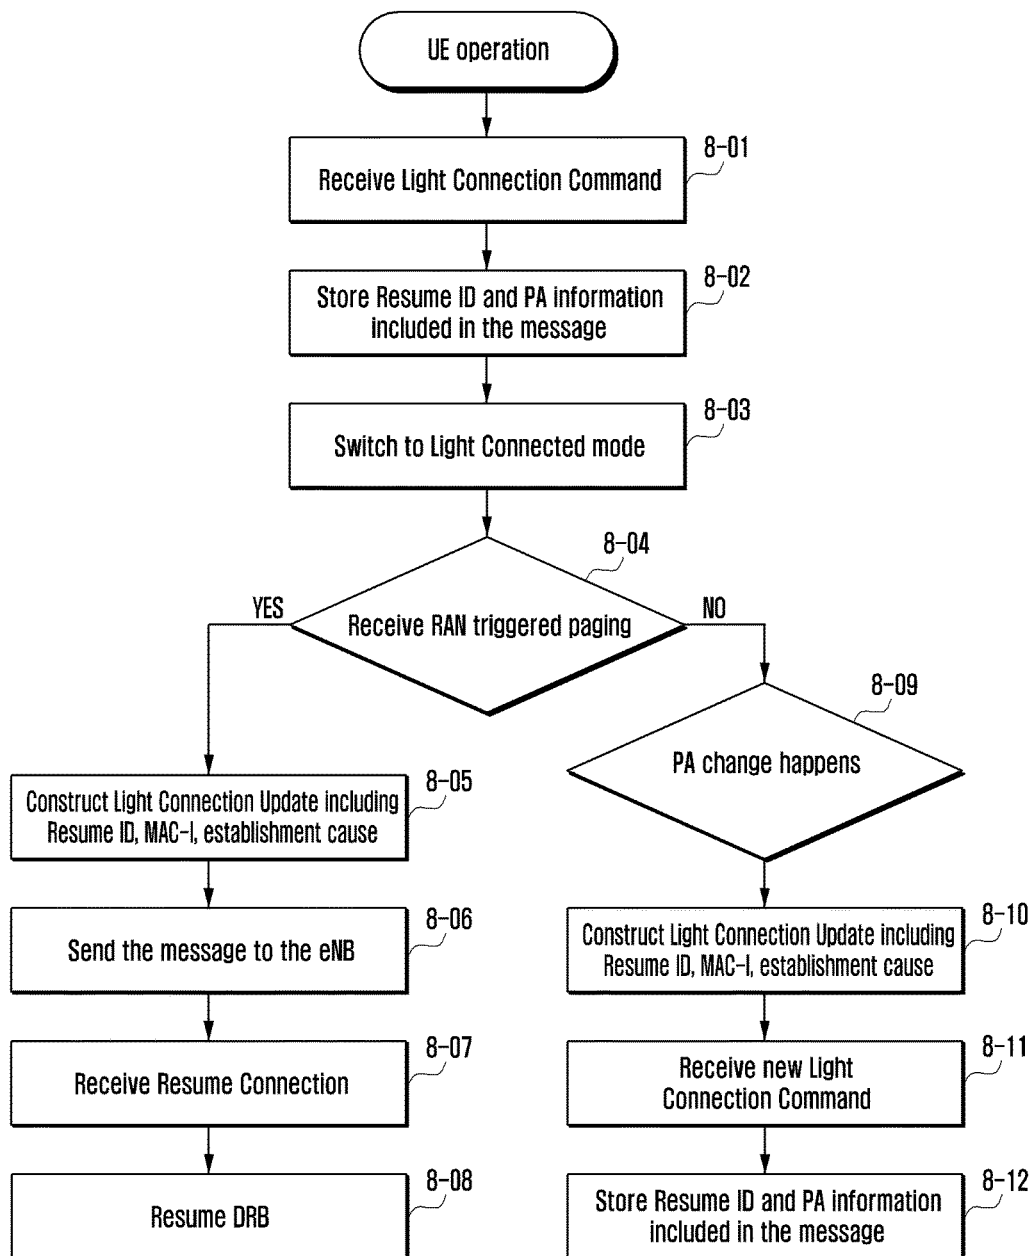 UE operation
8-01
Receive Light Connection Command
8-02
Store Resume ID and PA information
included in the message
8-03
Switch to Light Connected mode
8-04
YES
Receive RAN triggered paging
NO
8-09
PA change happens
8-05
Construct Light Connection Update including
Resume ID, MAC-I, establishment cause
8-06
Send the message to the eNB
8-07
Receive Resume Connection
8-08
Resume DRB
8-10
Construct Light Connection Update including
Resume ID, MAC-I, establishment cause
8-11
Receive new Light
Connection Command
8-12
Store Resume ID and PA information
included in the message